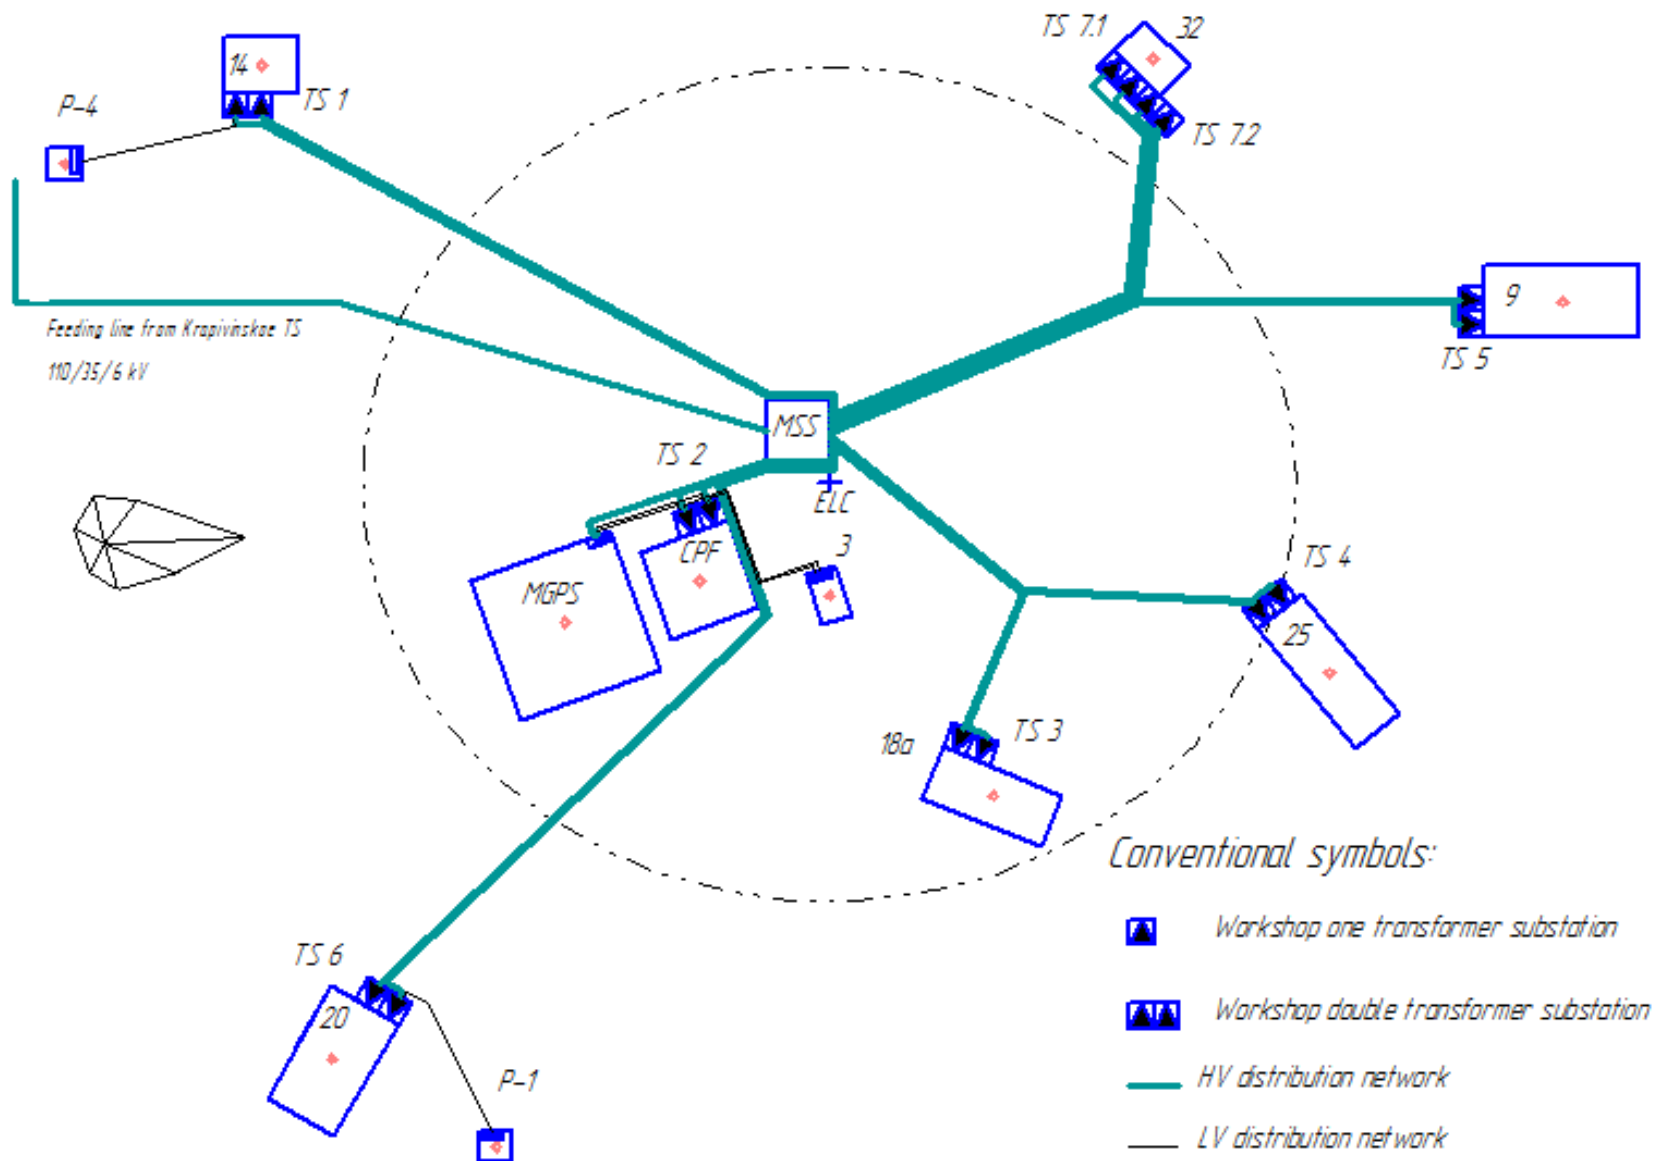 TS 7.1
32
14
TS 1
P-4
TS 7.2
9
TS 5
Feeding line from Krapivinskae TS
110/35/6 kV
MSS
TS 2
ELC
CPF
3
MGPS
TS 4
25
18a
TS 3
Conventional symbols:
Workshop one transformer substation
TS 6
20
Workshop double transformer substation
HV distribution network
P-1
LV distribution network